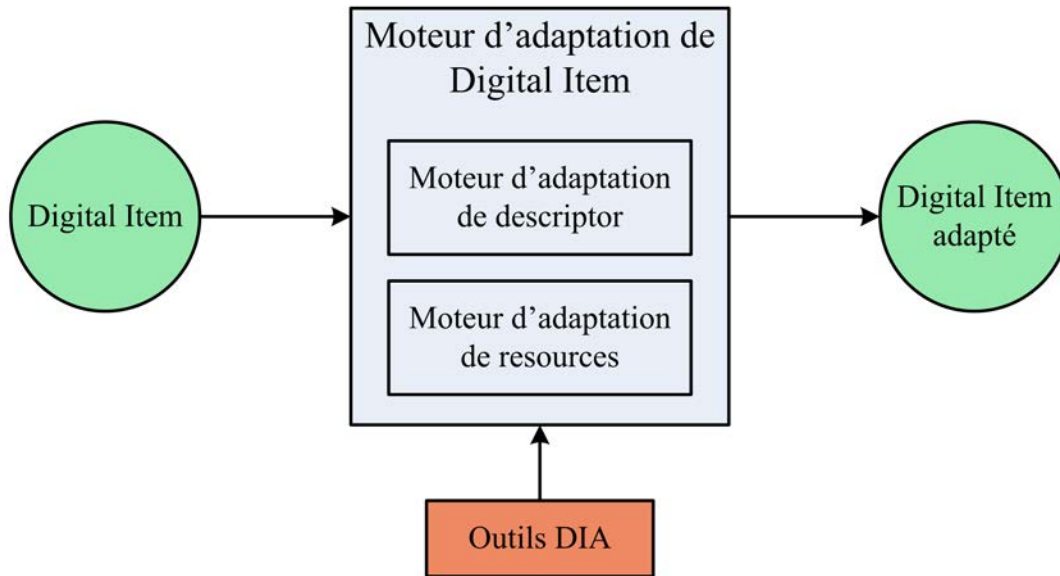 Moteur d'adaptation de
Digital Item
Digital Item
Moteur d'adaptation
de descriptor
Moteur d'adaptation
de resources
Digital Item
adapté
Outils DIA